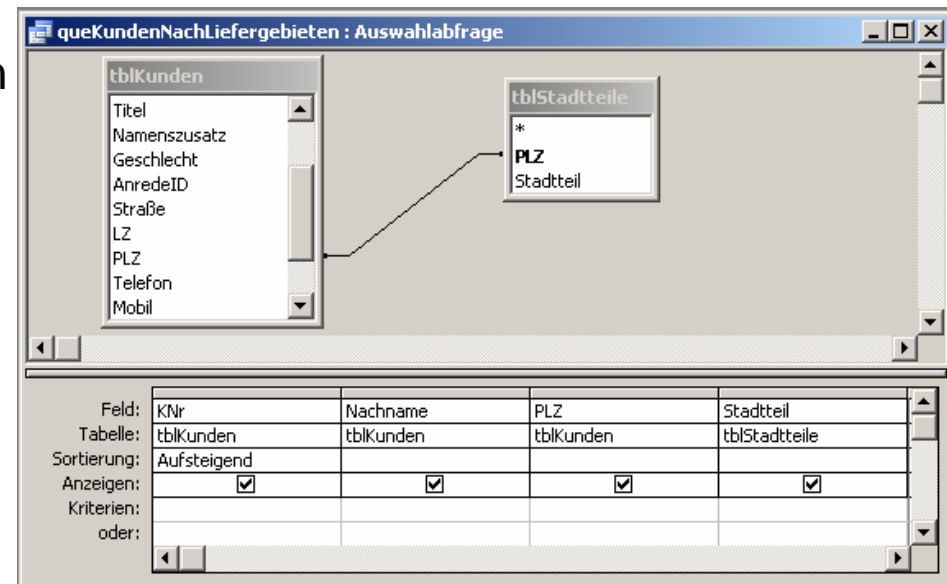 queKundenNachLiefergebieten : Auswahlabfrage
n
tblKunden
Titel
Namenszusatz
Geschlecht
AnredeID
Straße
LZ
PLZ
Telefon
Mobil
tblStadtteile
*
PLZ
Stadtteil
Feld: KNr Nachname PLZ Stadtteil
Tabelle: tblKunden tblKunden tblKunden tblStadtteile
Sortierung: Aufsteigend
Anzeigen:
Kriterien:
oder: